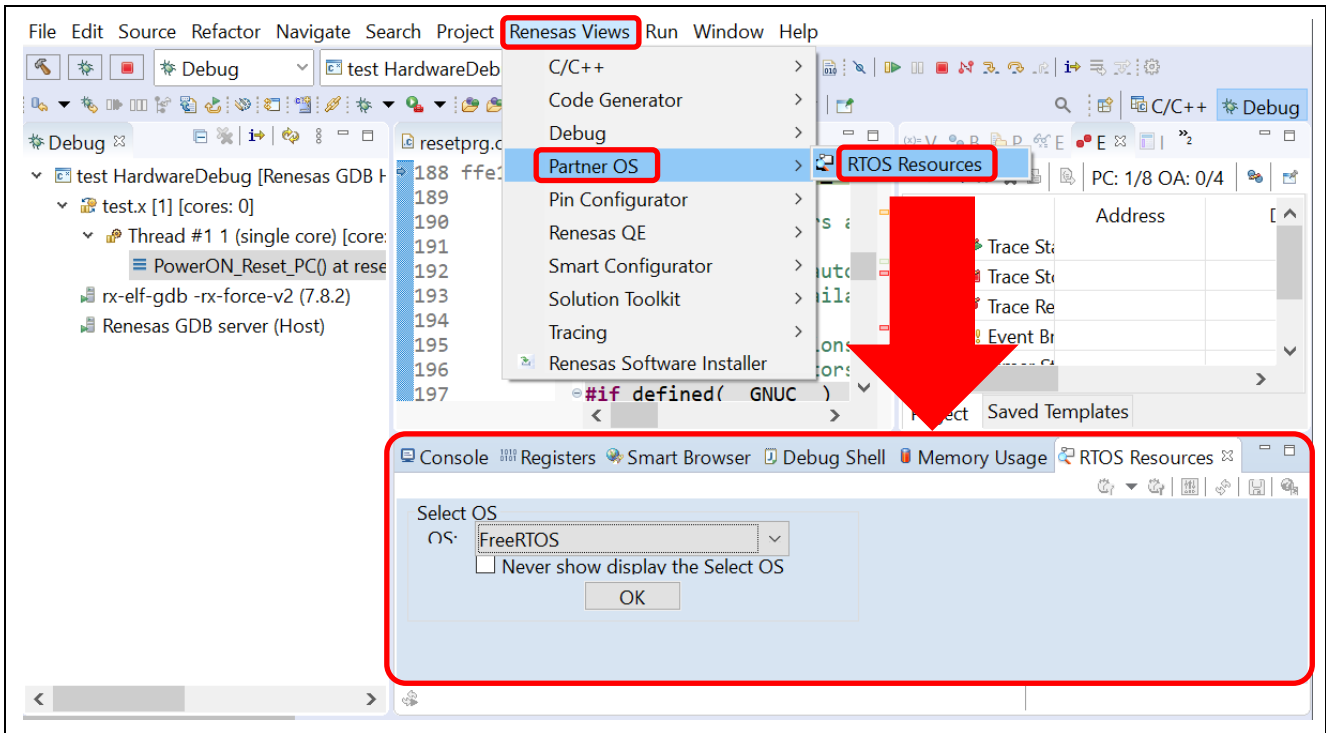 File Edit Source Refactor Navigate Search Project Renesas Views Run Window Help
Debug
test HardwareDeb
C/C++
Code Generator
Debug
Partner OS
RTOS Resources
Pin Configurator
Renesas QE
Smart Configurator
Solution Toolkit
Tracing
Renesas Software Installer
C/C++ Debug
Debug
test HardwareDebug [Renesas GDB H
test.x [1] [cores: 0]
Thread #1 1 (single core) [core:
PowerON_Reset_PC() at rese
rx-elf-gdb -rx-force-v2 (7.8.2)
Renesas GDB server (Host)
resetprg.c
188 ffe1
189
190
191
192
193
194
195
196
197 #if defined( GNUC )
PC: 1/8 OA: 0/4
Address
Trace Sta
Trace Sto
Trace Re
Event Br
Project Saved Templates
Console Registers Smart Browser Debug Shell Memory Usage RTOS Resources
Select OS
OS: FreeRTOS
Never show display the Select OS
OK